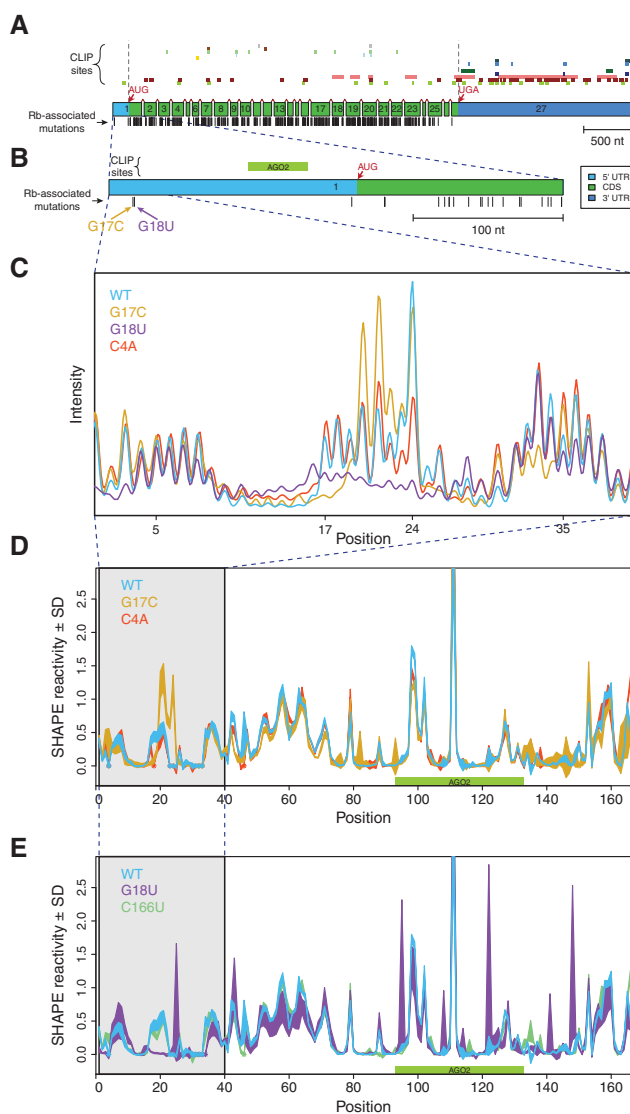 A
CLIP
sites
AUG
UGA
1 2 3 4 6 7 8 9 10 13 17 18 19 20 21 22 23 25 27
Rb-associated
mutations
500 nt
B
CLIP
sites
AGO2
AUG
1
Rb-associated
mutations
G17C G18U
100 nt
5' UTR
CDS
3' UTR
C
WT
G17C
G18U
C4A
Intensity
5 17 24 35
Position
D
WT
G17C
C4A
SHAPE reactivity ± SD
2.5
2.0
1.5
1.0
0.5
0.0
AGO2
0 20 40 60 80 100 120 140 160
Position
E
WT
G18U
C166U
SHAPE reactivity ± SD
2.5
2.0
1.5
1.0
0.5
0.0
AGO2
0 20 40 60 80 100 120 140 160
Position